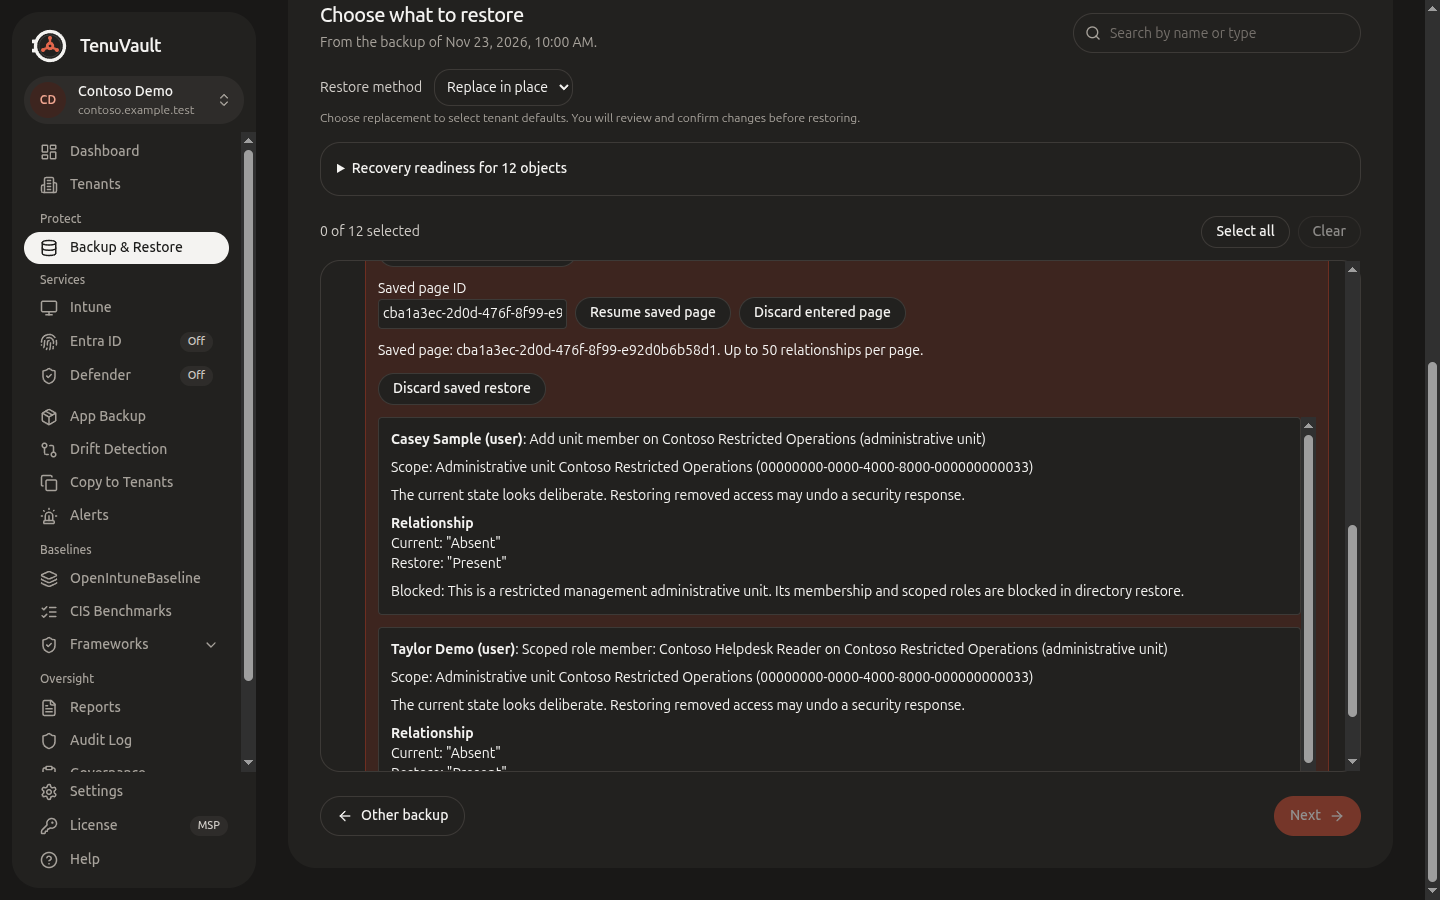 TenuVault
CD
Contoso Demo
contoso.example.test
Dashboard
Tenants
Protect
Backup & Restore
Services
Intune
Entra ID
Off
Defender
Off
App Backup
Drift Detection
Copy to Tenants
Alerts
Baselines
OpenIntuneBaseline
CIS Benchmarks
Frameworks
Oversight
Reports
Audit Log
Governance
Settings
License
MSP
Help
Choose what to restore
From the backup of Nov 23, 2026, 10:00 AM.
Search by name or type
Restore method
Replace in place
Choose replacement to select tenant defaults. You will review and confirm changes before restoring.
Recovery readiness for 12 objects
0 of 12 selected
Select all
Clear
Saved page ID
cba1a3ec-2d0d-476f-8f99-e9
Resume saved page
Discard entered page
Saved page: cba1a3ec-2d0d-476f-8f99-e92d0b6b58d1. Up to 50 relationships per page.
Discard saved restore
Casey Sample (user): Add unit member on Contoso Restricted Operations (administrative unit)
Scope: Administrative unit Contoso Restricted Operations (00000000-0000-4000-8000-000000000033)
The current state looks deliberate. Restoring removed access may undo a security response.
Relationship
Current: "Absent"
Restore: "Present"
Blocked: This is a restricted management administrative unit. Its membership and scoped roles are blocked in directory restore.
Taylor Demo (user): Scoped role member: Contoso Helpdesk Reader on Contoso Restricted Operations (administrative unit)
Scope: Administrative unit Contoso Restricted Operations (00000000-0000-4000-8000-000000000033)
The current state looks deliberate. Restoring removed access may undo a security response.
Relationship
Current: "Absent"
Restore: "Present"
Other backup
Next